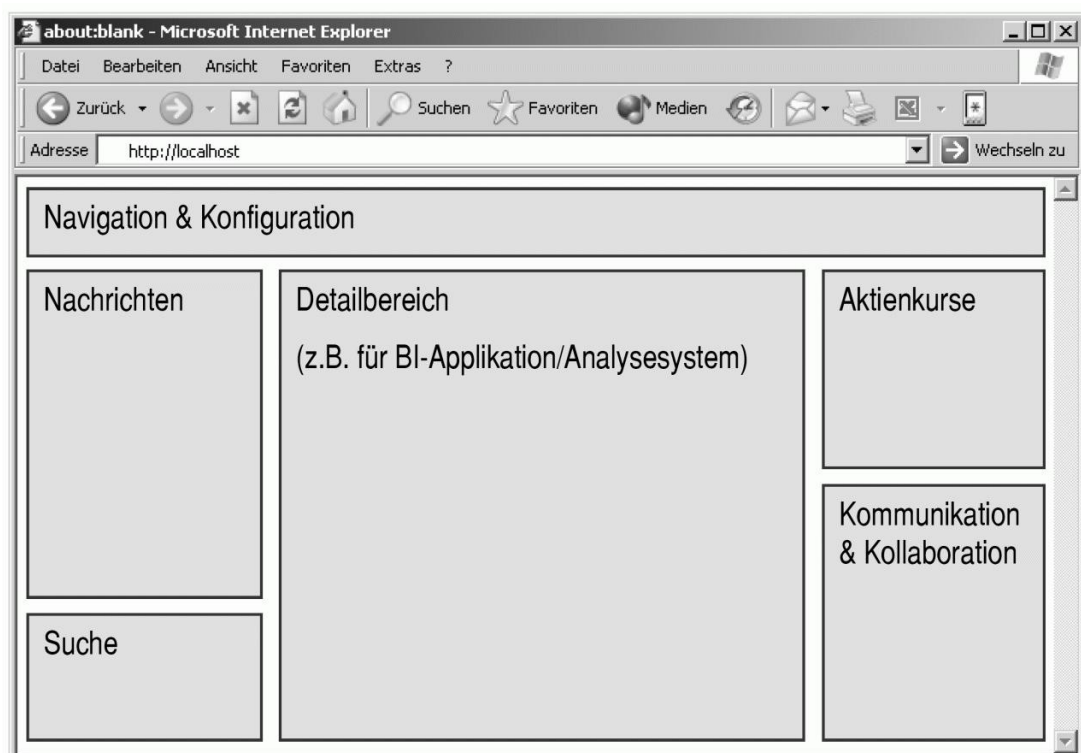 about:blank - Microsoft Internet Explorer
Datei Bearbeiten Ansicht Favoriten Extras ?
Zurück Suchen Favoriten Medien
Adresse http://localhost Wechseln zu
Navigation & Konfiguration
Nachrichten
Detailbereich
(z.B. für BI-Applikation/Analysesystem)
Aktienkurse
Kommunikation
& Kollaboration
Suche